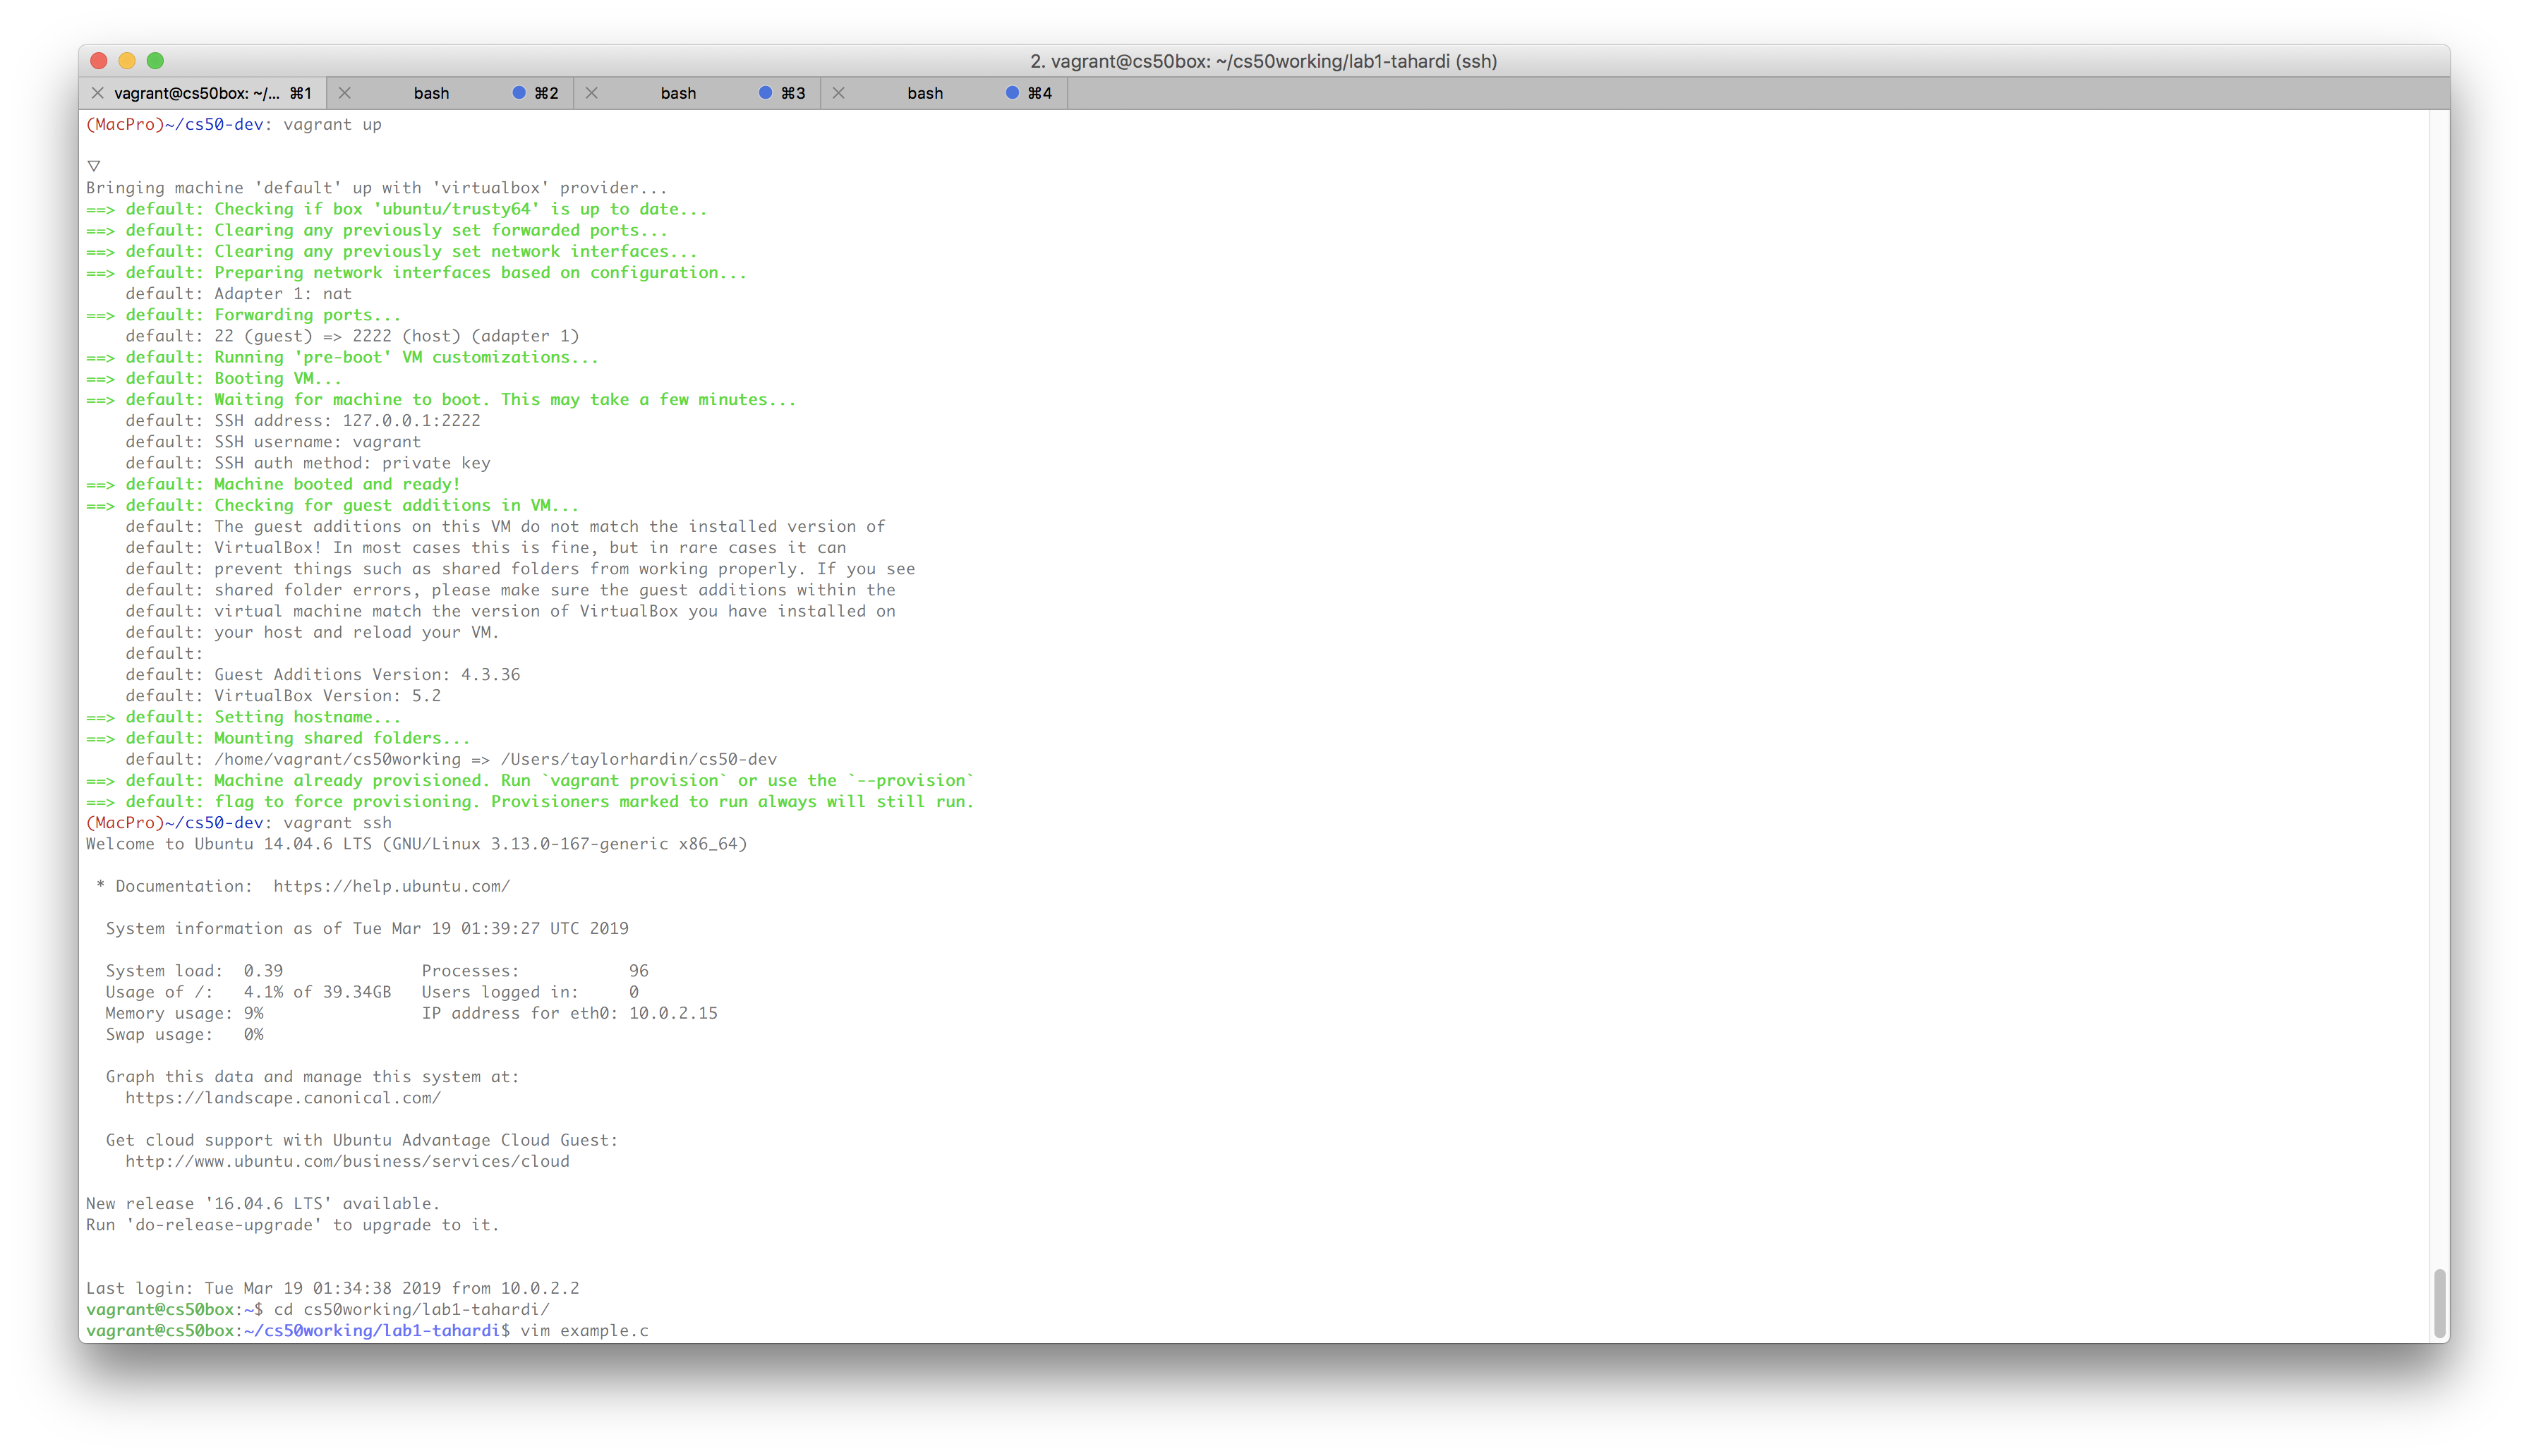 2. vagrant@cs50box: ~/cs50working/lab1-tahardi (ssh)
vagrant@cs50box: ~/... ⌘1 bash ⌘2 bash ⌘3 bash ⌘4
(MacPro)~/cs50-dev: vagrant up
Bringing machine 'default' up with 'virtualbox' provider...
==> default: Checking if box 'ubuntu/trusty64' is up to date...
==> default: Clearing any previously set forwarded ports...
==> default: Clearing any previously set network interfaces...
==> default: Preparing network interfaces based on configuration...
    default: Adapter 1: nat
==> default: Forwarding ports...
    default: 22 (guest) => 2222 (host) (adapter 1)
==> default: Running 'pre-boot' VM customizations...
==> default: Booting VM...
==> default: Waiting for machine to boot. This may take a few minutes...
    default: SSH address: 127.0.0.1:2222
    default: SSH username: vagrant
    default: SSH auth method: private key
==> default: Machine booted and ready!
==> default: Checking for guest additions in VM...
    default: The guest additions on this VM do not match the installed version of
    default: VirtualBox! In most cases this is fine, but in rare cases it can
    default: prevent things such as shared folders from working properly. If you see
    default: shared folder errors, please make sure the guest additions within the
    default: virtual machine match the version of VirtualBox you have installed on
    default: your host and reload your VM.
    default:
    default: Guest Additions Version: 4.3.36
    default: VirtualBox Version: 5.2
==> default: Setting hostname...
==> default: Mounting shared folders...
    default: /home/vagrant/cs50working => /Users/taylorhardin/cs50-dev
==> default: Machine already provisioned. Run `vagrant provision` or use the `--provision`
==> default: flag to force provisioning. Provisioners marked to run always will still run.
(MacPro)~/cs50-dev: vagrant ssh
Welcome to Ubuntu 14.04.6 LTS (GNU/Linux 3.13.0-167-generic x86_64)
 * Documentation:  https://help.ubuntu.com/
  System information as of Tue Mar 19 01:39:27 UTC 2019
  System load:  0.39              Processes:           96
  Usage of /:   4.1% of 39.34GB   Users logged in:     0
  Memory usage: 9%                IP address for eth0: 10.0.2.15
  Swap usage:   0%
  Graph this data and manage this system at:
    https://landscape.canonical.com/
  Get cloud support with Ubuntu Advantage Cloud Guest:
    http://www.ubuntu.com/business/services/cloud
New release '16.04.6 LTS' available.
Run 'do-release-upgrade' to upgrade to it.
Last login: Tue Mar 19 01:34:38 2019 from 10.0.2.2
vagrant@cs50box:~$ cd cs50working/lab1-tahardi/
vagrant@cs50box:~/cs50working/lab1-tahardi$ vim example.c